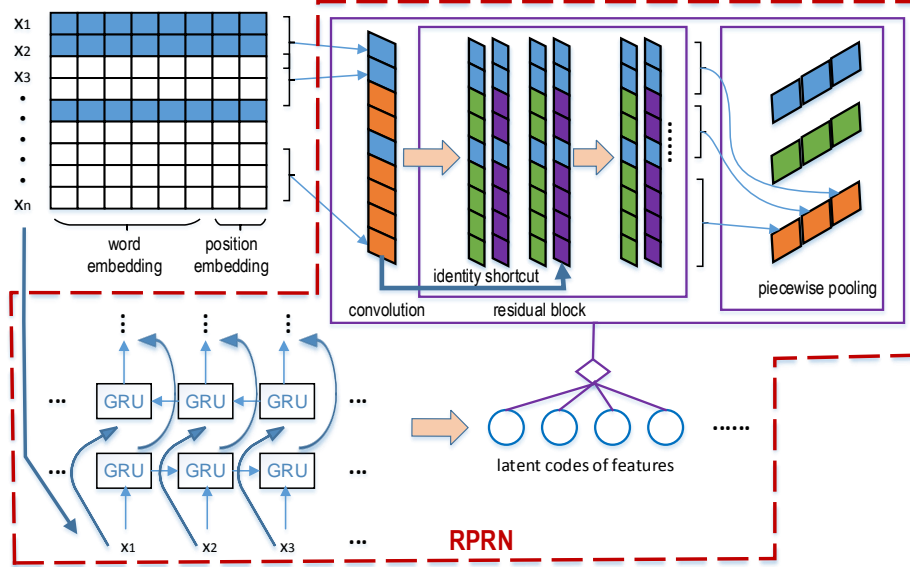 x1
x2
x3
xn
word
embedding
position
embedding
identity shortcut
convolution
residual block
piecewise pooling
... GRU GRU GRU ...
... GRU GRU GRU ...
x1 x2 x3 ...
......
latent codes of features
RPRN